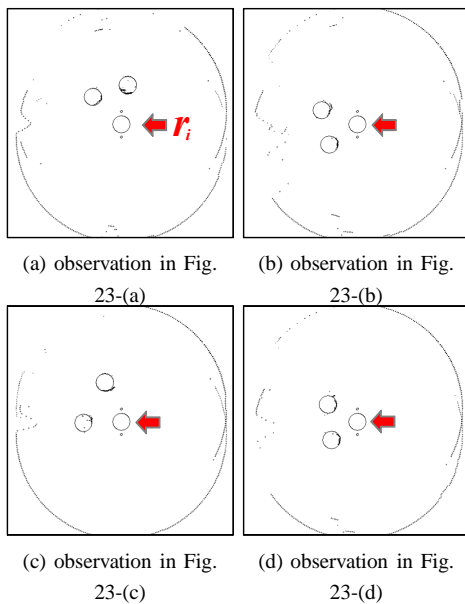 r_i
(a) observation in Fig.
23-(a)
(b) observation in Fig.
23-(b)
(c) observation in Fig.
23-(c)
(d) observation in Fig.
23-(d)